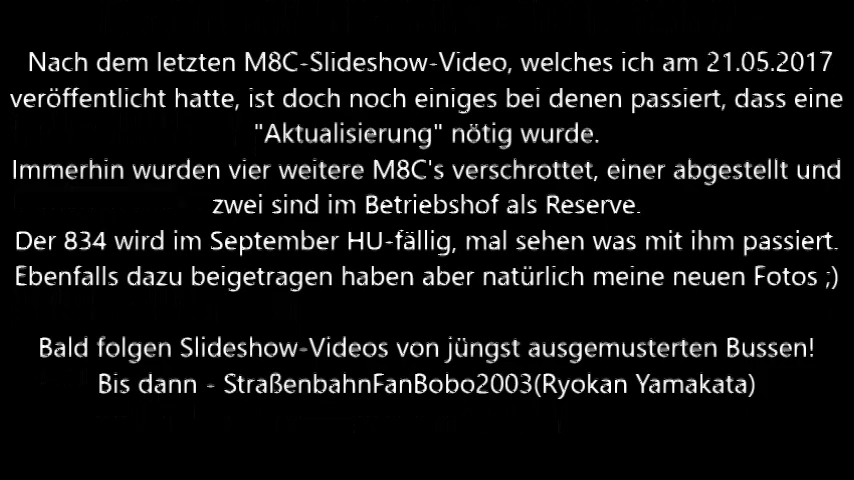 Nach dem letzten M8C-Slideshow-Video, welches ich am 21.05.2017
veröffentlicht hatte, ist doch noch einiges bei denen passiert, dass eine
"Aktualisierung" nötig wurde.
Immerhin wurden vier weitere M8C's verschrottet, einer abgestellt und
zwei sind im Betriebshof als Reserve.
Der 834 wird im September HU-fällig, mal sehen was mit ihm passiert.
Ebenfalls dazu beigetragen haben aber natürlich meine neuen Fotos ;)
Bald folgen Slideshow-Videos von jüngst ausgemusterten Bussen!
Bis dann - StraßenbahnFanBobo2003(Ryokan Yamakata)